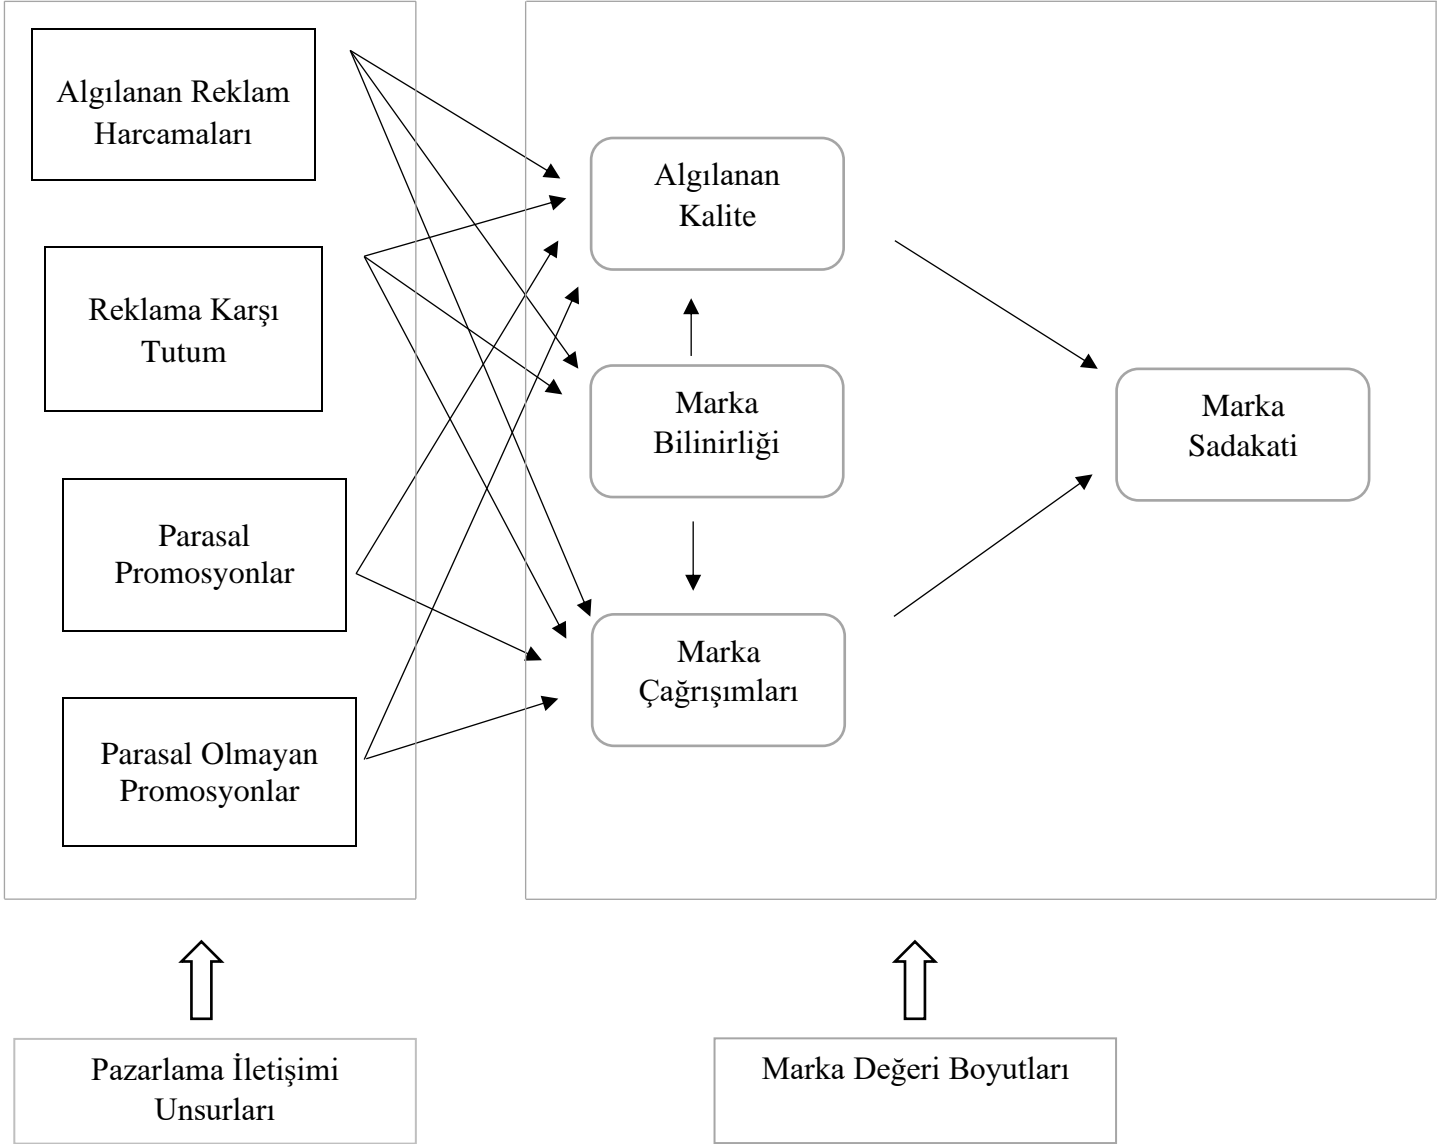 Algılanan Reklam
Harcamaları
Reklama Karşı
Tutum
Parasal
Promosyonlar
Parasal Olmayan
Promosyonlar
Algılanan
Kalite
Marka
Bilinirliği
Marka
Çağrışımları
Marka
Sadakati
Pazarlama İletişimi
Unsurları
Marka Değeri Boyutları